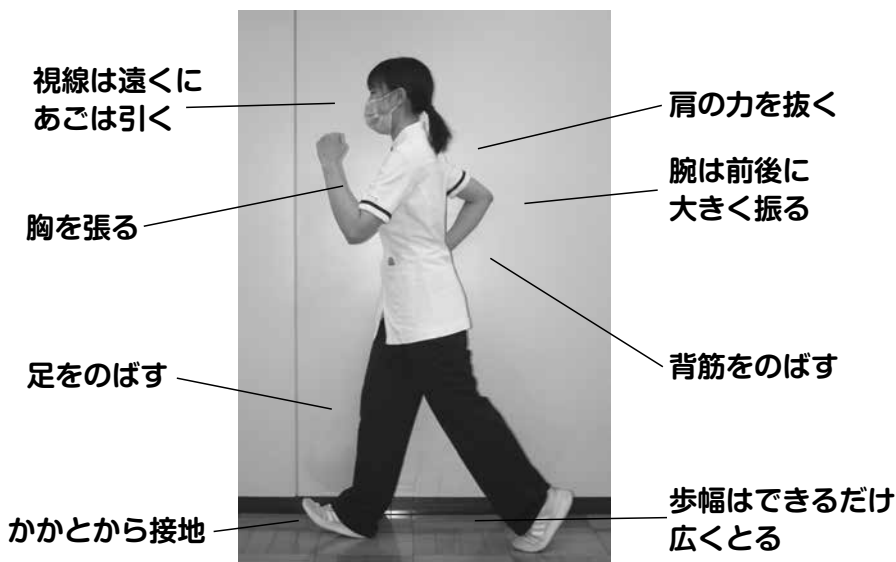 視線は遠くに
あごは引く
胸を張る
足をのばす
かかとから接地
肩の力を抜く
腕は前後に
大きく振る
背筋をのばす
歩幅はできるだけ
広くとる